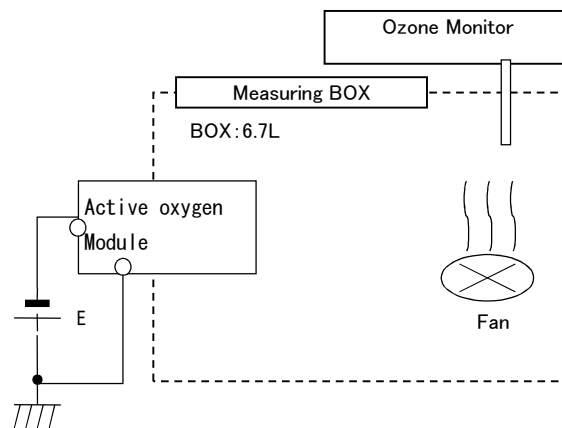 Ozone Monitor
Measuring BOX
BOX:6.7L
Active oxygen
Module
E
Fan